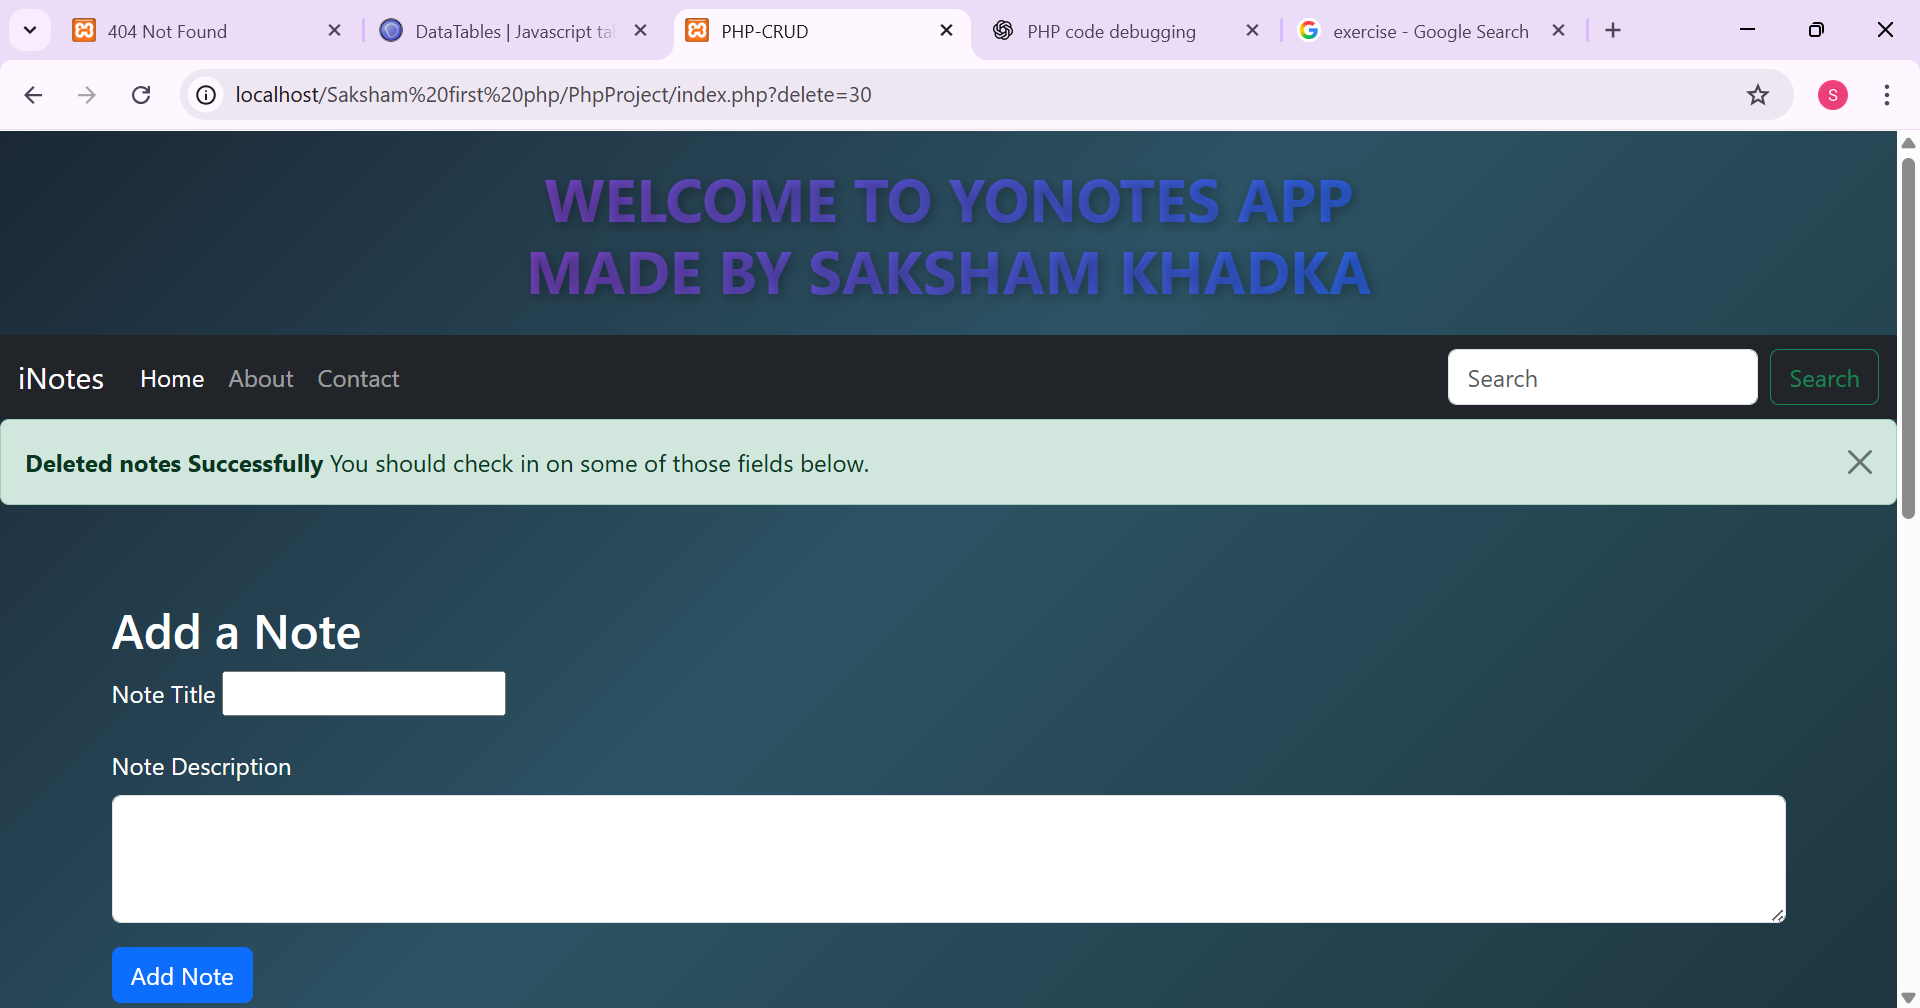 404 Not Found
DataTables | Javascript ta
PHP-CRUD
PHP code debugging
exercise - Google Search
localhost/Saksham%20first%20php/PhpProject/index.php?delete=30
S
WELCOME TO YONOTES APP
MADE BY SAKSHAM KHADKA
iNotes Home About Contact Search Search
Deleted notes Successfully You should check in on some of those fields below.
Add a Note
Note Title
Note Description
Add Note